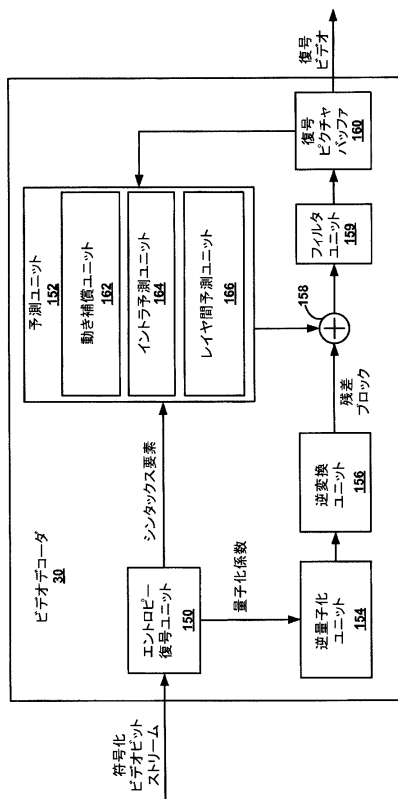 ビデオデコーダ
30
符号化
ビデオビット
ストリーム
エントロピー
復号ユニット
150
シンタックス要素
量子化係数
予測ユニット
152
動き補償ユニット
162
イントラ予測ユニット
164
レイヤ間予測ユニット
166
逆量子化
ユニット
154
逆変換
ユニット
156
残差
ブロック
158
フィルタ
ユニット
159
復号
ピクチャ
バッファ
160
復号
ビデオ